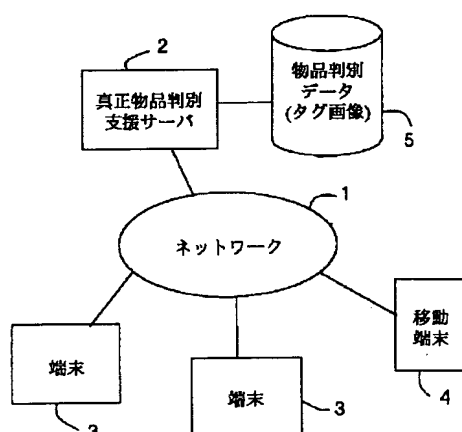 2
真正物品判別
支援サーバ
物品判別
データ
(タグ画像)
5
1
ネットワーク
端末
3
端末
3
移動
端末
4